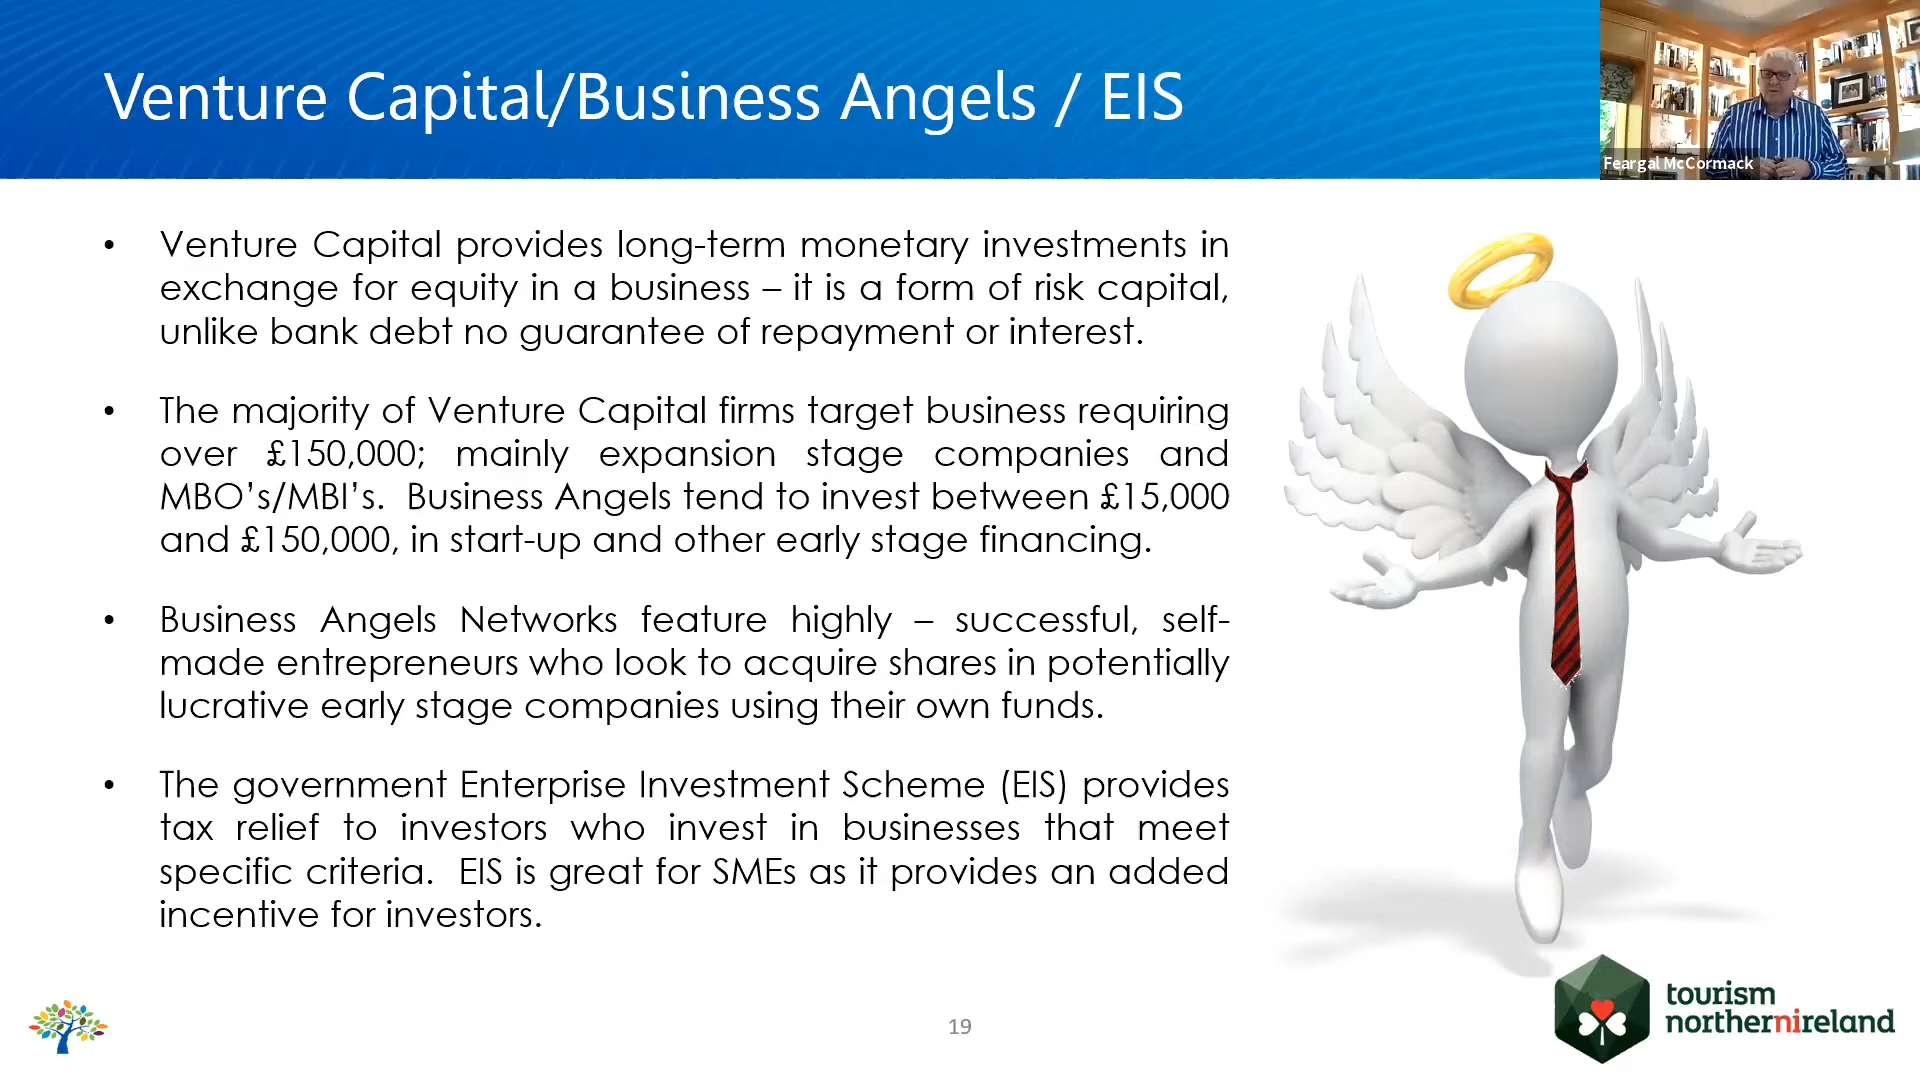 Venture Capital/Business Angels / EIS
Feargal McCormack
• Venture Capital provides long-term monetary investments in
exchange for equity in a business – it is a form of risk capital,
unlike bank debt no guarantee of repayment or interest.
• The majority of Venture Capital firms target business requiring
over £150,000; mainly expansion stage companies and
MBO’s/MBI’s. Business Angels tend to invest between £15,000
and £150,000, in start-up and other early stage financing.
• Business Angels Networks feature highly – successful, self-
made entrepreneurs who look to acquire shares in potentially
lucrative early stage companies using their own funds.
• The government Enterprise Investment Scheme (EIS) provides
tax relief to investors who invest in businesses that meet
specific criteria. EIS is great for SMEs as it provides an added
incentive for investors.
19
tourism
northernireland